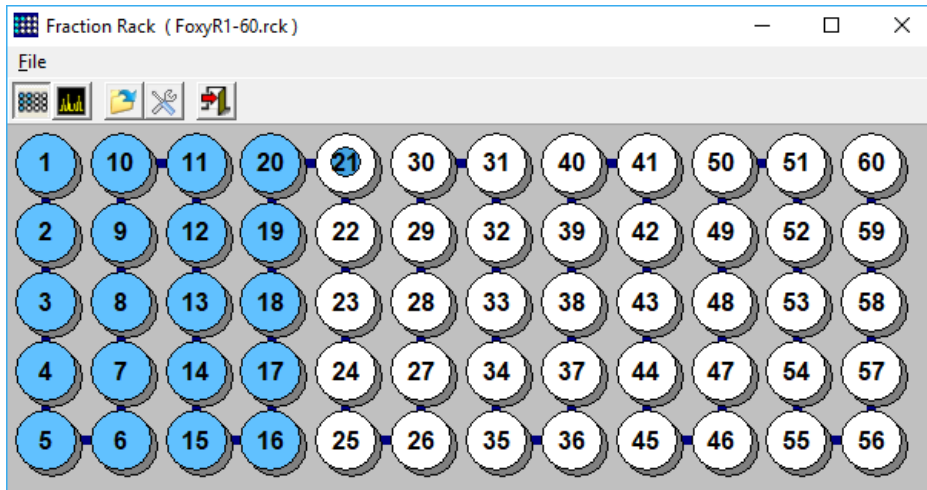 Fraction Rack ( FoxyR1-60.rck )
File
1 10 11 20 21 30 31 40 41 50 51 60
2 9 12 19 22 29 32 39 42 49 52 59
3 8 13 18 23 28 33 38 43 48 53 58
4 7 14 17 24 27 34 37 44 47 54 57
5 6 15 16 25 26 35 36 45 46 55 56